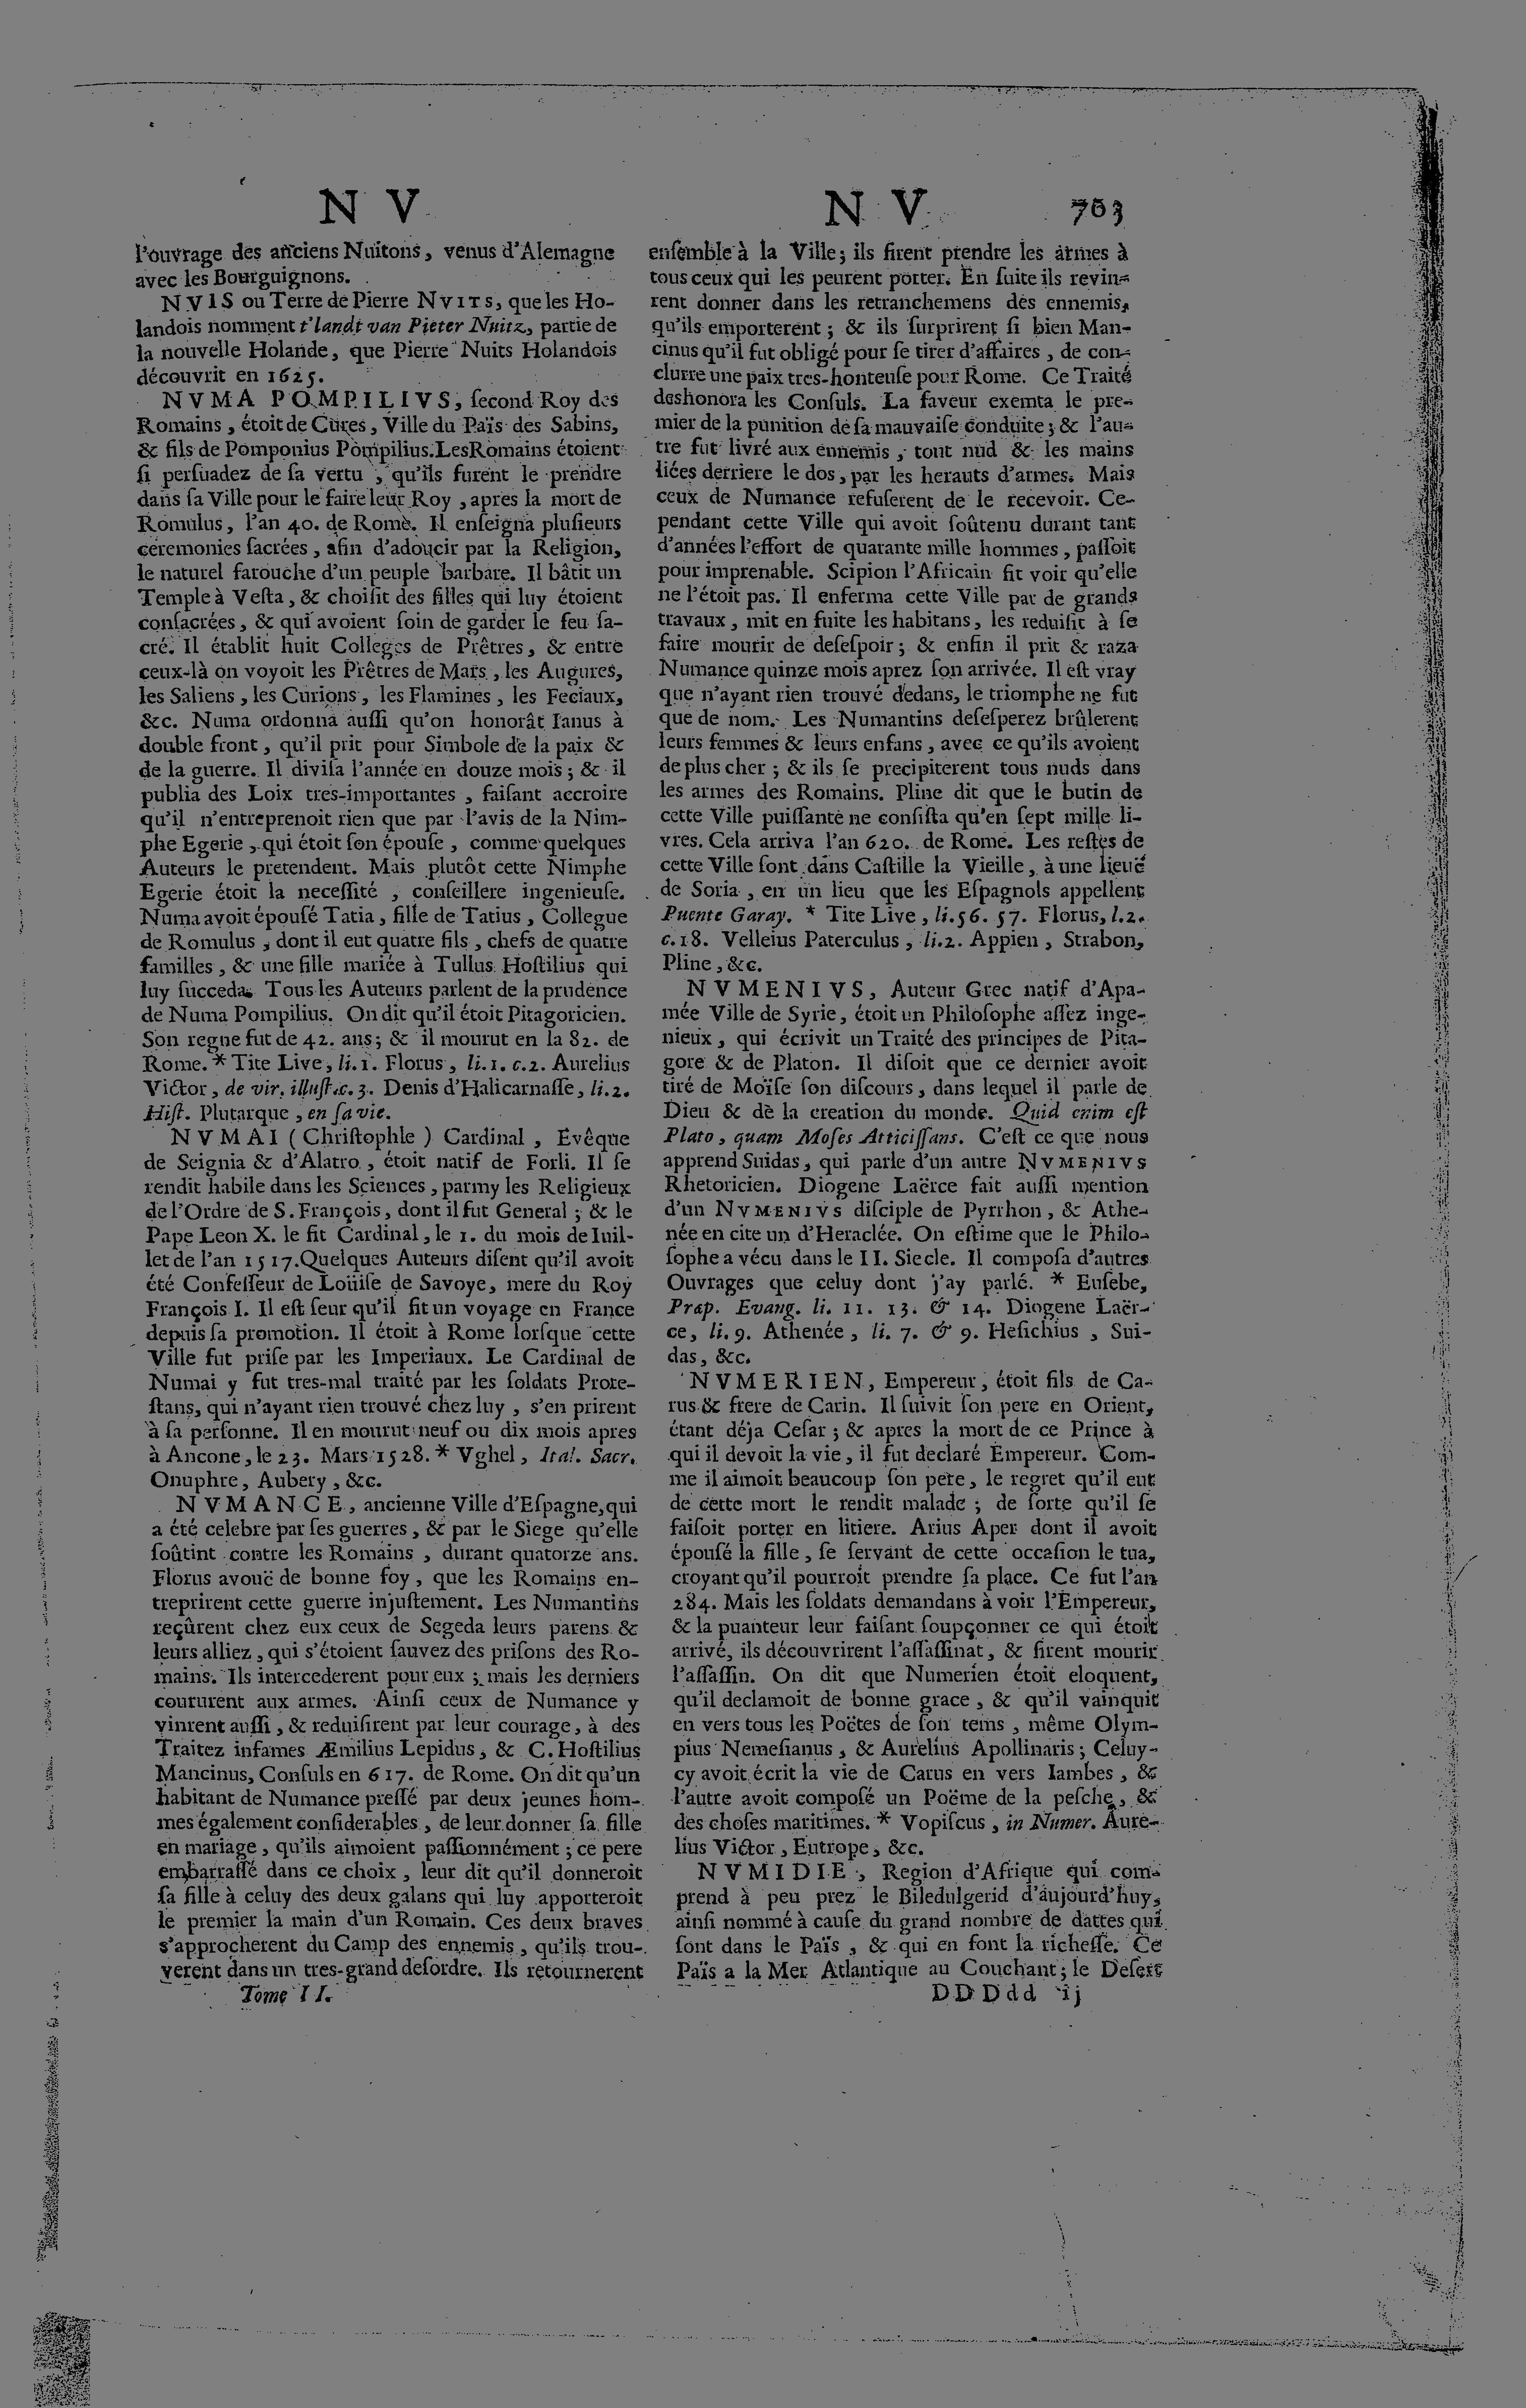 N V
l'ouvrage des anciens Nuitons, venus d'Alemagne
avec les Bourguignons.
NVIS ou Terre de Pierre NVITS, que les Ho-
landois nomment t'landt van Pieter Nuitz, partie de
la nouvelle Holande, que Pierre Nuits Holandois
découvrit en 1625.
NVMA POMPILIVS, ſecond Roy des
Romains, étoit de Cures, Ville du Païs des Sabins,
& fils de Pomponius Pompilius. Les Romains étoient
ſi perſuadez de ſa vertu, qu'ils furent le prendre
dans ſa Ville pour le faire leur Roy, apres la mort de
Romulus, l'an 40. de Rome. Il enſeigna pluſieurs
ceremonies ſacrées, afin d'adoucir par la Religion,
le naturel farouche d'un peuple barbare. Il bâtit un
Temple à Veſta, & choiſit des filles qui luy étoient
conſacrées, & qui avoient ſoin de garder le feu ſa-
cré. Il établit huit Colleges de Prêtres, & entre
ceux-là on voyoit les Prêtres de Mars, les Augures,
les Saliens, les Curions, les Flamines, les Feciaux,
&c. Numa ordonna auſſi qu'on honorât Ianus à
double front, qu'il prit pour Simbole de la paix &
de la guerre. Il diviſa l'année en douze mois; & il
publia des Loix tres-importantes, faiſant accroire
qu'il n'entreprenoit rien que par l'avis de la Nim-
phe Egerie, qui étoit ſon épouſe, comme quelques
Auteurs le pretendent. Mais plutôt cette Nimphe
Egerie étoit la neceſſité, conſeillere ingenieuſe.
Numa avoit épouſé Tatia, fille de Tatius, Collegue
de Romulus, dont il eut quatre fils, chefs de quatre
familles, & une fille mariée à Tullus Hoſtilius qui
luy ſucceda. Tous les Auteurs parlent de la prudence
de Numa Pompilius. On dit qu'il étoit Pitagoricien.
Son regne fut de 42. ans; & il mourut en la 82. de
Rome. * Tite Live, li.1. Florus, li.1. c.2. Aurelius
Victor, de vir. illuſt. c. 3. Denis d'Halicarnaſſe, li.2.
Hiſt. Plutarque, en ſa vie.
NVMAI (Chriſtophle) Cardinal, Evêque
de Seignia & d'Alatro, étoit natif de Forli. Il ſe
rendit habile dans les Sciences, parmy les Religieux
de l'Ordre de S. François, dont il fut General; & le
Pape Leon X. le fit Cardinal, le 1. du mois de Iuil-
let de l'an 1517. Quelques Auteurs diſent qu'il avoit
été Confeſſeur de Loüiſe de Savoye, mere du Roy
François I. Il eſt ſeur qu'il fit un voyage en France
depuis ſa promotion. Il étoit à Rome lorſque cette
Ville fut priſe par les Imperiaux. Le Cardinal de
Numai y fut tres-mal traité par les ſoldats Prote-
ſtans, qui n'ayant rien trouvé chez luy, s'en prirent
à ſa perſonne. Il en mourut neuf ou dix mois apres
à Ancone, le 23. Mars 1528. * Vghel, Ital. Sacr.
Onuphre, Aubery, &c.
NVMANCE, ancienne Ville d'Eſpagne, qui
a été celebre par ſes guerres, & par le Siege qu'elle
ſoûtint contre les Romains, durant quatorze ans.
Florus avouë de bonne foy, que les Romains en-
treprirent cette guerre injuſtement. Les Numantins
reçûrent chez eux ceux de Segeda leurs parens &
leurs alliez, qui s'étoient ſauvez des priſons des Ro-
mains. Ils intercederent pour eux; mais les derniers
coururent aux armes. Ainſi ceux de Numance y
vinrent auſſi, & reduiſirent par leur courage, à des
Traitez infames Æmilius Lepidus, & C. Hoſtilius
Mancinus, Conſuls en 617. de Rome. On dit qu'un
habitant de Numance preſſé par deux jeunes hom-
mes également conſiderables, de leur donner ſa fille
en mariage, qu'ils aimoient paſſionnément; ce pere
embarraſſé dans ce choix, leur dit qu'il donneroit
ſa fille à celuy des deux galans qui luy apporteroit
le premier la main d'un Romain. Ces deux braves
s'approcherent du Camp des ennemis, qu'ils trou-
verent dans un tres-grand deſordre. Ils retournerent
Tome II.
N V 763
enſemble à la Ville; ils firent prendre les armes à
tous ceux qui les peurent porter. En ſuite ils revin-
rent donner dans les retranchemens des ennemis,
qu'ils emporterent; & ils ſurprirent ſi bien Man-
cinus qu'il fut obligé pour ſe tirer d'affaires, de con-
clurre une paix tres-honteuſe pour Rome. Ce Traité
deshonora les Conſuls. La faveur exemta le pre-
mier de la punition de ſa mauvaiſe conduite; & l'au-
tre fut livré aux ennemis, tout nud & les mains
liées derriere le dos, par les herauts d'armes. Mais
ceux de Numance refuſerent de le recevoir. Ce-
pendant cette Ville qui avoit ſoûtenu durant tant
d'années l'effort de quarante mille hommes, paſſoit
pour imprenable. Scipion l'Africain fit voir qu'elle
ne l'étoit pas. Il enferma cette Ville par de grands
travaux, mit en fuite les habitans, les reduiſit à ſe
faire mourir de deſeſpoir; & enfin il prit & raza
Numance quinze mois aprez ſon arrivée. Il eſt vray
que n'ayant rien trouvé dedans, le triomphe ne fut
que de nom. Les Numantins deſeſperez brûlerent
leurs femmes & leurs enfans, avec ce qu'ils avoient
de plus cher; & ils ſe precipiterent tous nuds dans
les armes des Romains. Pline dit que le butin de
cette Ville puiſſante ne conſiſta qu'en ſept mille li-
vres. Cela arriva l'an 620. de Rome. Les reſtes de
cette Ville ſont dans Caſtille la Vieille, à une lieuë
de Soria, en un lieu que les Eſpagnols appellent
Puente Garay. * Tite Live, li.56. 57. Florus, l.2.
c.18. Velleius Paterculus, li.2. Appien, Strabon,
Pline, &c.
NVMENIVS, Auteur Grec natif d'Apa-
mée Ville de Syrie, étoit un Philoſophe aſſez inge-
nieux, qui écrivit un Traité des principes de Pita-
gore & de Platon. Il diſoit que ce dernier avoit
tiré de Moïſe ſon diſcours, dans lequel il parle de
Dieu & de la creation du monde. Quid enim eſt
Plato, quam Moſes Atticiſſans. C'eſt ce que nous
apprend Suidas, qui parle d'un autre NVMENIVS
Rhetoricien. Diogene Laërce fait auſſi mention
d'un NVMENIVS diſciple de Pyrrhon, & Athe-
née en cite un d'Heraclée. On eſtime que le Philo-
ſophe a vécu dans le II. Siecle. Il compoſa d'autres
Ouvrages que celuy dont j'ay parlé. * Euſebe,
Præp. Evang. li. 11. 13. & 14. Diogene Laër-
ce, li. 9. Athenée, li. 7. & 9. Heſichius, Sui-
das, &c.
NVMERIEN, Empereur, étoit fils de Ca-
rus & frere de Carin. Il ſuivit ſon pere en Orient,
étant déja Ceſar; & apres la mort de ce Prince à
qui il devoit la vie, il fut declaré Empereur. Com-
me il aimoit beaucoup ſon pere, le regret qu'il eut
de cette mort le rendit malade; de ſorte qu'il ſe
faiſoit porter en litiere. Arius Aper dont il avoit
épouſé la fille, ſe ſervant de cette occaſion le tua,
croyant qu'il pourroit prendre ſa place. Ce fut l'an
284. Mais les ſoldats demandans à voir l'Empereur,
& la puanteur leur faiſant ſoupçonner ce qui étoit
arrivé, ils découvrirent l'aſſaſſinat, & firent mourir
l'aſſaſſin. On dit que Numerien étoit eloquent,
qu'il declamoit de bonne grace, & qu'il vainquit
en vers tous les Poëtes de ſon tems, même Olym-
pius Nemeſianus, & Aurelius Apollinaris; Celuy-
cy avoit écrit la vie de Carus en vers Iambes, &
l'autre avoit compoſé un Poëme de la peſche, &
des choſes maritimes. * Vopiſcus, in Numer. Aure-
lius Victor, Eutrope, &c.
NVMIDIE, Region d'Afrique qui com-
prend à peu prez le Biledulgerid d'aujourd'huy,
ainſi nommé à cauſe du grand nombre de dattes qui
ſont dans le Païs, & qui en font la richeſſe. Ce
Païs a la Mer Atlantique au Couchant; le Deſert
DDDdd ij